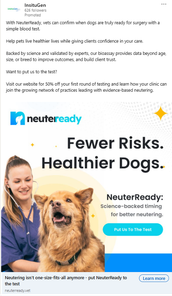 InsituGen
Promoted
With NeuterReady, vets can confirm when dogs are truly ready for surgery with
a simple blood test.
Help pets live healthier lives while giving clients confidence in your care.
Backed by science and validated by experts, our bioassay provides data beyond age,
size, or breed to improve outcomes, and build client trust.
Want to put us to the test?
Visit our website for 30% off your first round of testing and learn how your clinic can
join the growing network of practices leading with evidence-based neutering.
neuterready
Fewer Risks.
Healthier Dogs.
NeuterReady:
Science-backed timing
for better neutering.
Put Us To The Test
Neutering isn't one-size-fits-all anymore - put NeuterReady to
the test
Learn more
neuterready.vet